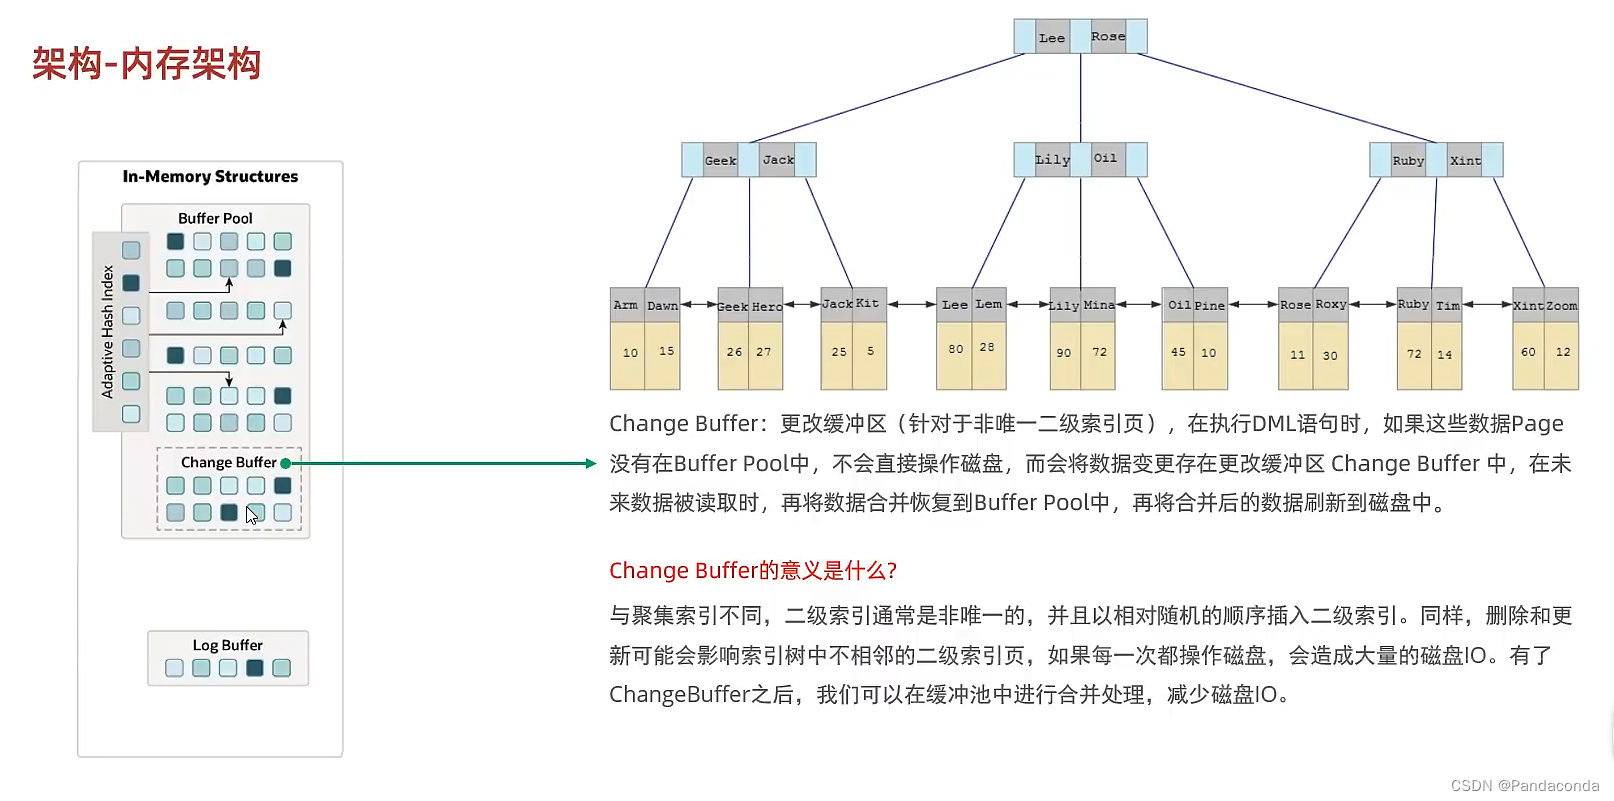 架构-内存架构
In-Memory Structures
Buffer Pool
Adaptive Hash Index
Change Buffer
Log Buffer
Lee Rose
Geek Jack
Lily Oil
Ruby Xint
Arm Dawn Geek Hero Jack Kit Lee Lem Lily Mina Oil Pine Rose Roxy Ruby Tim Xint Zoom
10 15 26 27 25 5 80 28 90 72 45 10 11 30 72 14 60 12
Change Buffer：更改缓冲区（针对于非唯一二级索引页），在执行DML语句时，如果这些数据Page
没有在Buffer Pool中，不会直接操作磁盘，而会将数据变更存在更改缓冲区 Change Buffer 中，在未
来数据被读取时，再将数据合并恢复到Buffer Pool中，再将合并后的数据刷新到磁盘中。
Change Buffer的意义是什么?
与聚集索引不同，二级索引通常是非唯一的，并且以相对随机的顺序插入二级索引。同样，删除和更
新可能会影响索引树中不相邻的二级索引页，如果每一次都操作磁盘，会造成大量的磁盘IO。有了
ChangeBuffer之后，我们可以在缓冲池中进行合并处理，减少磁盘IO。
CSDN @Pandaconda